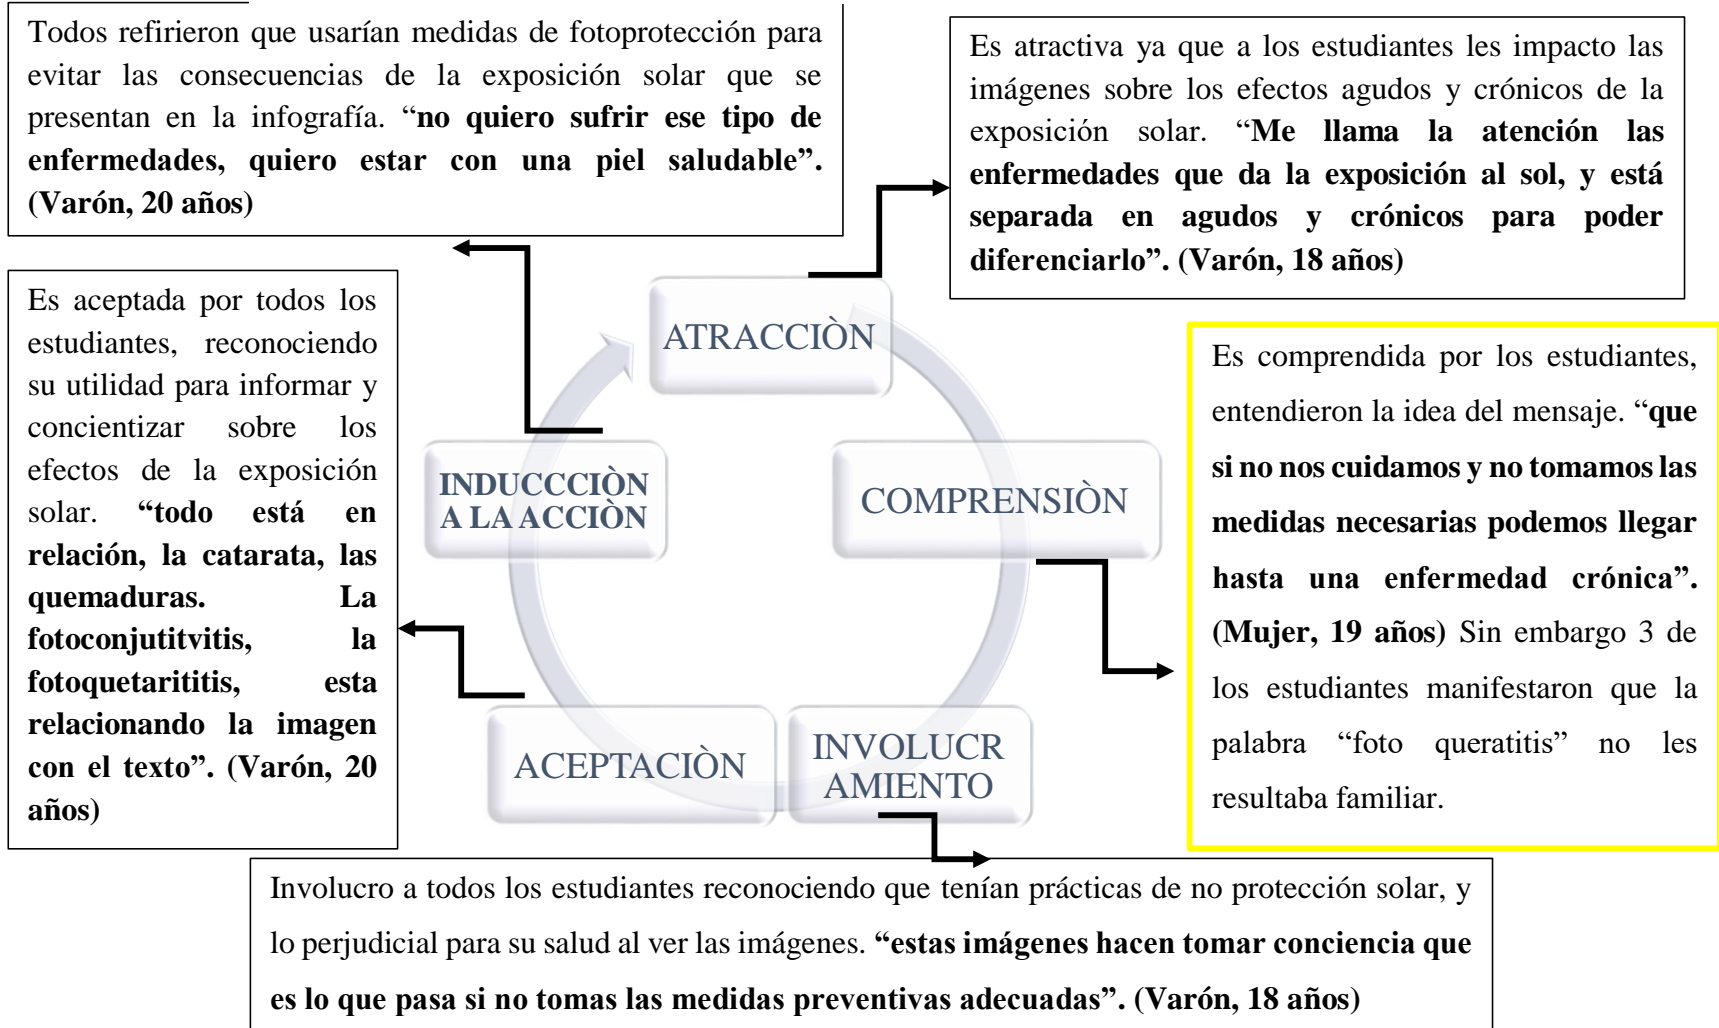 Todos refirieron que usarían medidas de fotoprotección para
evitar las consecuencias de la exposición solar que se
presentan en la infografía. “no quiero sufrir ese tipo de
enfermedades, quiero estar con una piel saludable”.
(Varón, 20 años)
Es atractiva ya que a los estudiantes les impacto las
imágenes sobre los efectos agudos y crónicos de la
exposición solar. “Me llama la atención las
enfermedades que da la exposición al sol, y está
separada en agudos y crónicos para poder
diferenciarlo”. (Varón, 18 años)
Es aceptada por todos los
estudiantes, reconociendo
su utilidad para informar y
concientizar sobre los
efectos de la exposición
solar. “todo está en
relación, la catarata, las
quemaduras. La
fotoconjutitvitis, la
fotoquetarititis, esta
relacionando la imagen
con el texto”. (Varón, 20
años)
ATRACCIÒN
INDUCCCIÒN
A LA ACCIÒN
COMPRENSIÒN
ACEPTACIÒN
INVOLUCR
AMIENTO
Es comprendida por los estudiantes,
entendieron la idea del mensaje. “que
si no nos cuidamos y no tomamos las
medidas necesarias podemos llegar
hasta una enfermedad crónica”.
(Mujer, 19 años) Sin embargo 3 de
los estudiantes manifestaron que la
palabra “foto queratitis” no les
resultaba familiar.
Involucro a todos los estudiantes reconociendo que tenían prácticas de no protección solar, y
lo perjudicial para su salud al ver las imágenes. “estas imágenes hacen tomar conciencia que
es lo que pasa si no tomas las medidas preventivas adecuadas”. (Varón, 18 años)